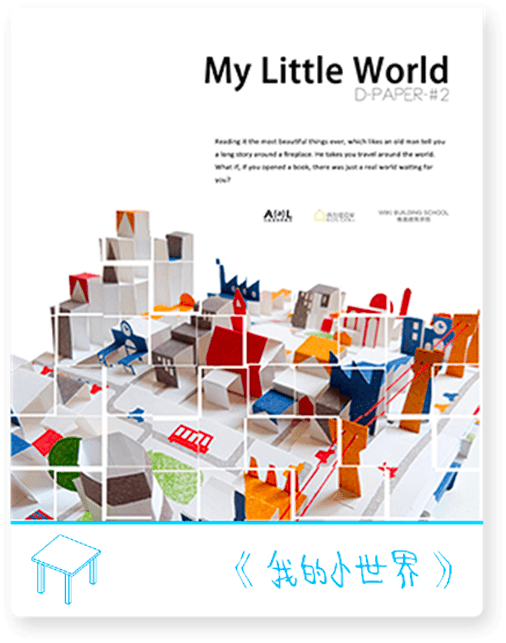 My Little World
D-PAPER-#2
Reading it the most beautiful things ever, which likes an old man tell you
a long story around a fireplace. He takes you travel around the world.
What if, if you opened a book, there was just a real world waiting for
you?
WIKI BUILDING SCHOOL
《我的小世界》